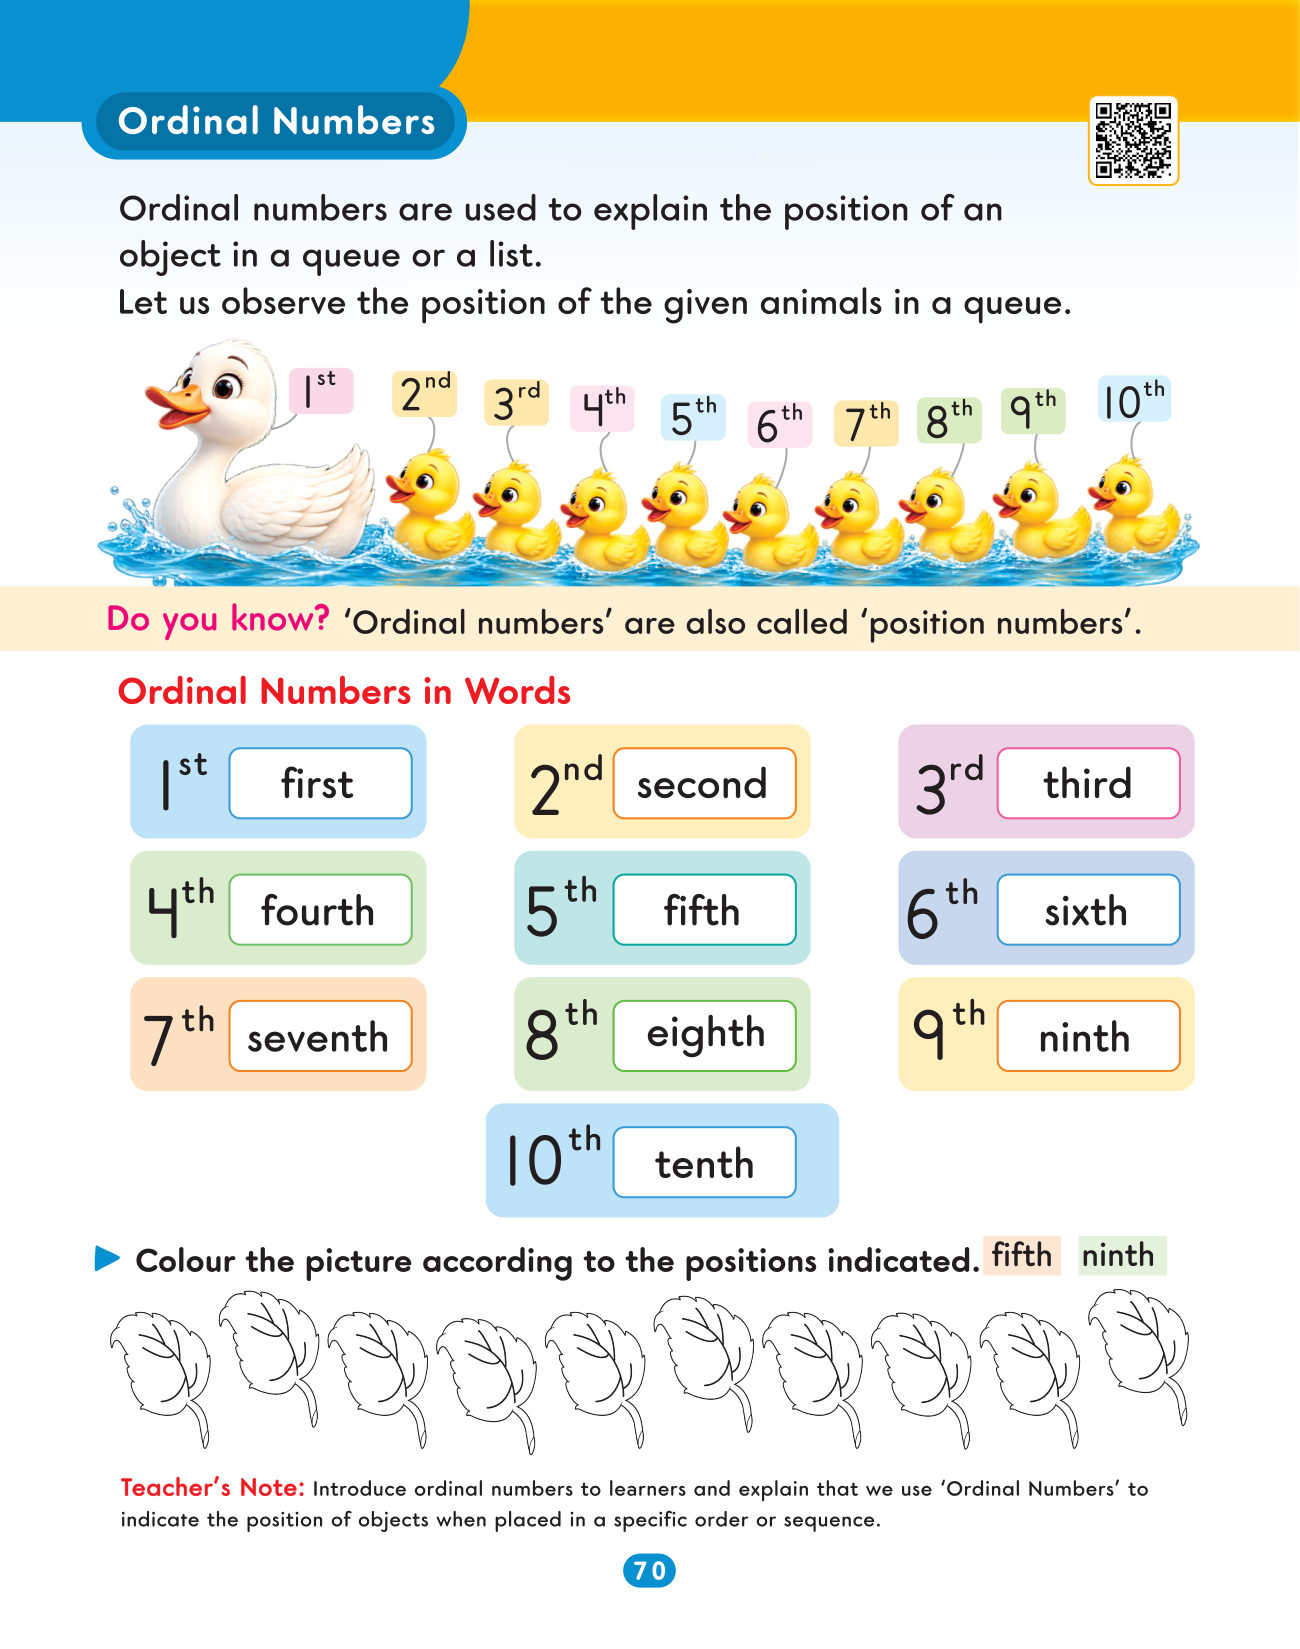 Ordinal Numbers
Ordinal numbers are used to explain the position of an
object in a queue or a list.
Let us observe the position of the given animals in a queue.
1st 2nd 3rd 4th 5th 6th 7th 8th 9th 10th
Do you know? ‘Ordinal numbers’ are also called ‘position numbers’.
Ordinal Numbers in Words
1st first 2nd second 3rd third
4th fourth 5th fifth 6th sixth
7th seventh 8th eighth 9th ninth
10th tenth
Colour the picture according to the positions indicated. fifth ninth
Teacher’s Note: Introduce ordinal numbers to learners and explain that we use ‘Ordinal Numbers’ to
indicate the position of objects when placed in a specific order or sequence.
70